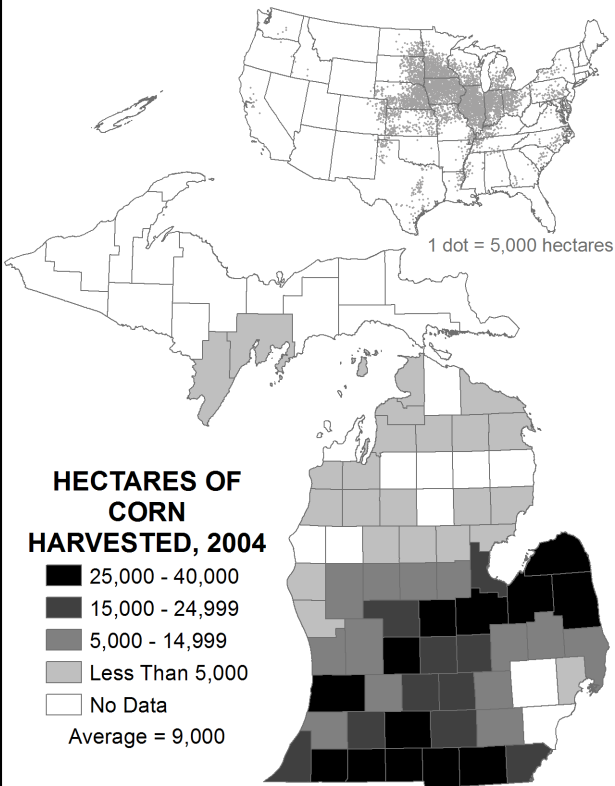 1 dot = 5,000 hectares
HECTARES OF
CORN
HARVESTED, 2004
25,000 - 40,000
15,000 - 24,999
5,000 - 14,999
Less Than 5,000
No Data
Average = 9,000